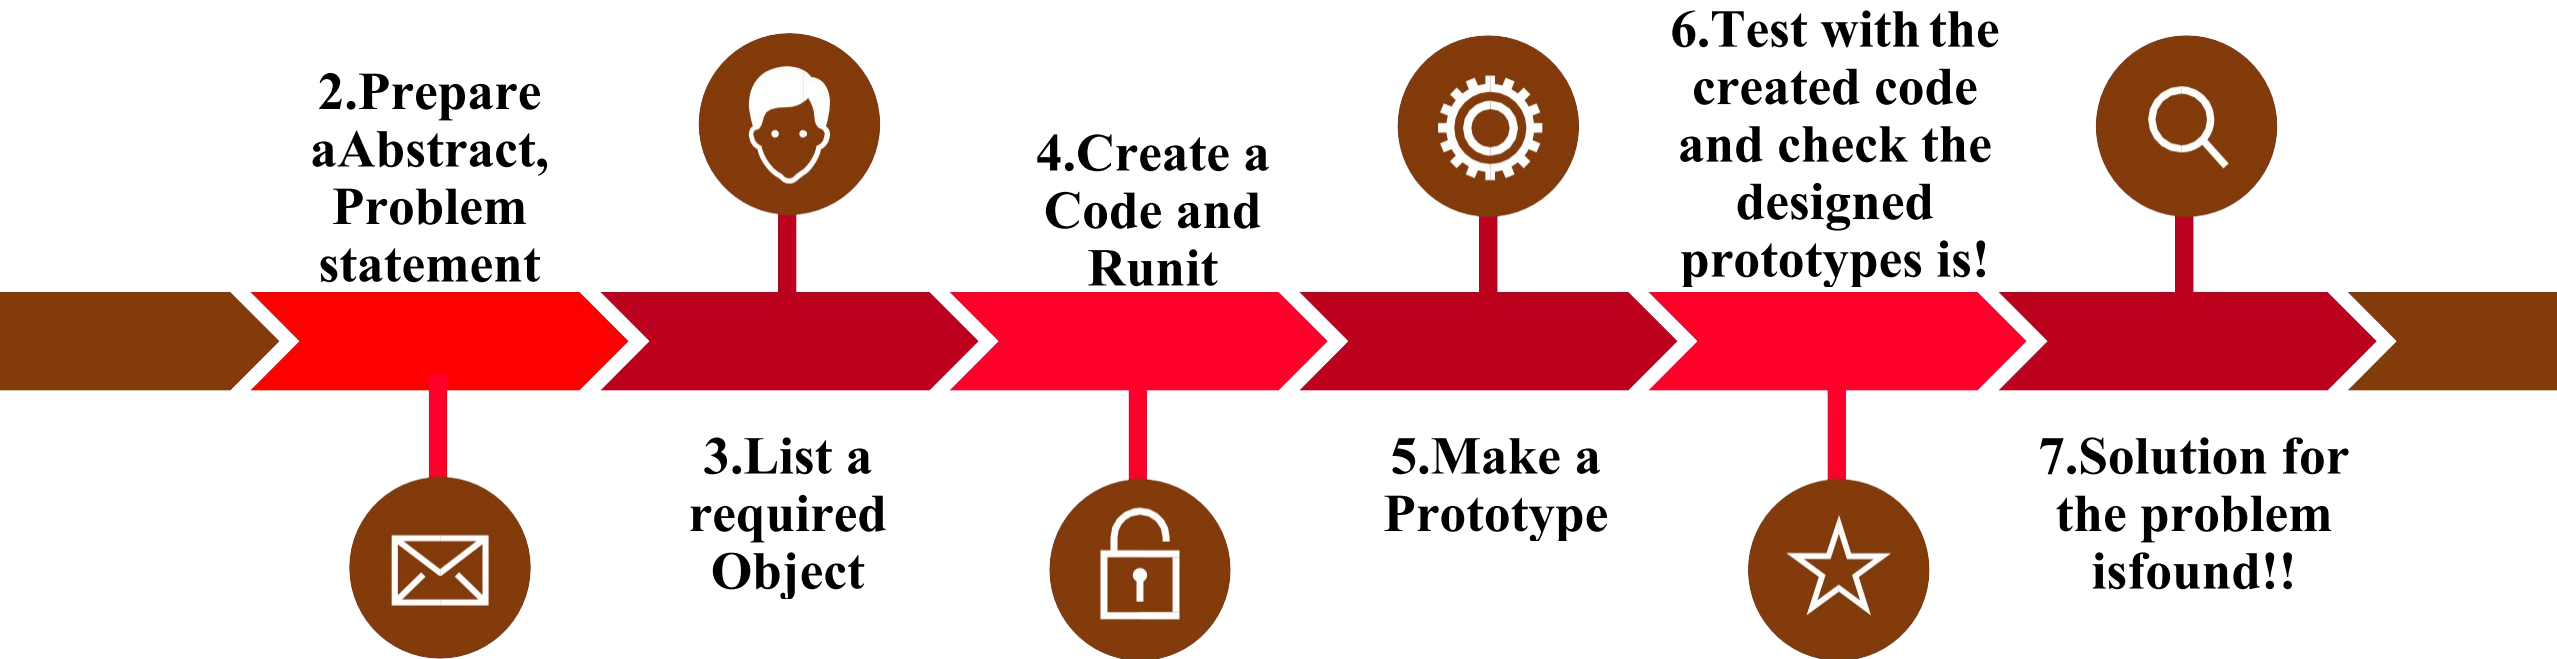 2.Prepare
aAbstract,
Problem
statement
3.List a
required
Object
4.Create a
Code and
Runit
5.Make a
Prototype
6.Test with the
created code
and check the
designed
prototypes is!
7.Solution for
the problem
isfound!!